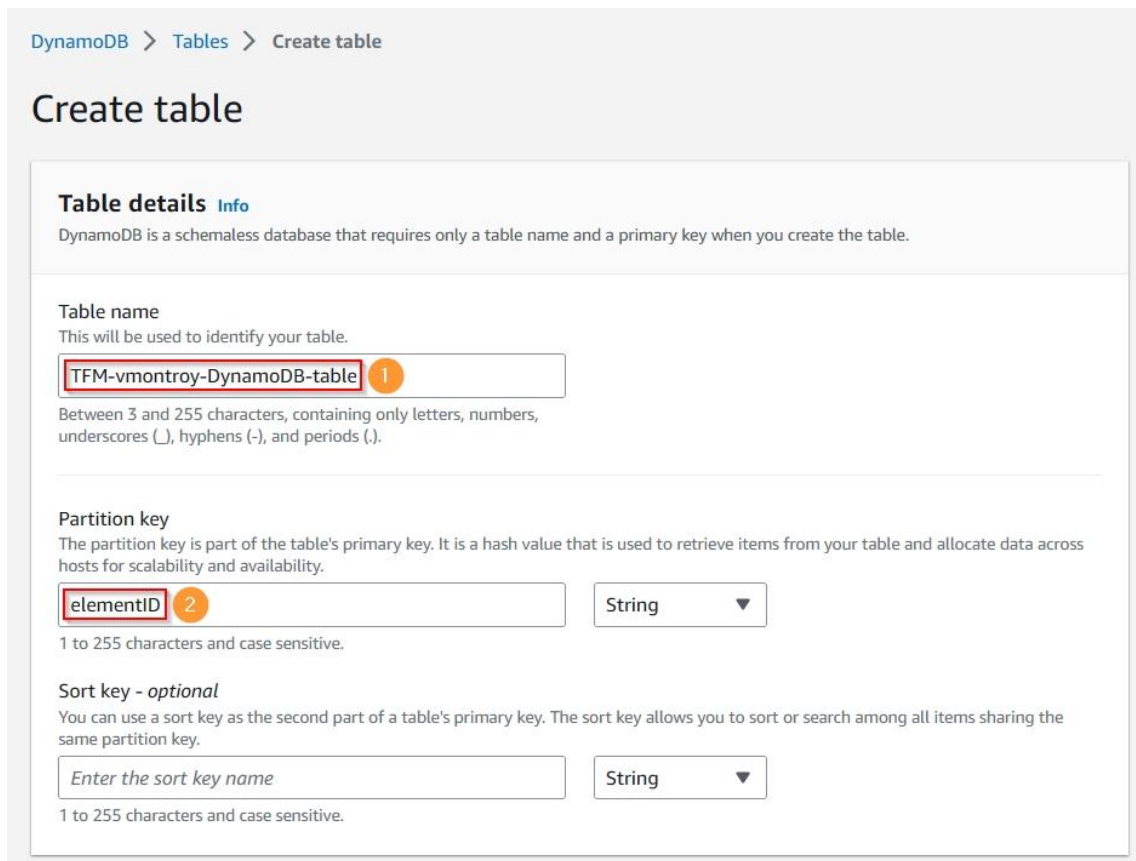 DynamoDB > Tables > Create table
Create table
Table details Info
DynamoDB is a schemaless database that requires only a table name and a primary key when you create the table.
Table name
This will be used to identify your table.
TFM-vmontroy-DynamoDB-table 1
Between 3 and 255 characters, containing only letters, numbers,
underscores (_), hyphens (-), and periods (.).
Partition key
The partition key is part of the table's primary key. It is a hash value that is used to retrieve items from your table and allocate data across
hosts for scalability and availability.
elementID 2 String
1 to 255 characters and case sensitive.
Sort key - optional
You can use a sort key as the second part of a table's primary key. The sort key allows you to sort or search among all items sharing the
same partition key.
Enter the sort key name String
1 to 255 characters and case sensitive.